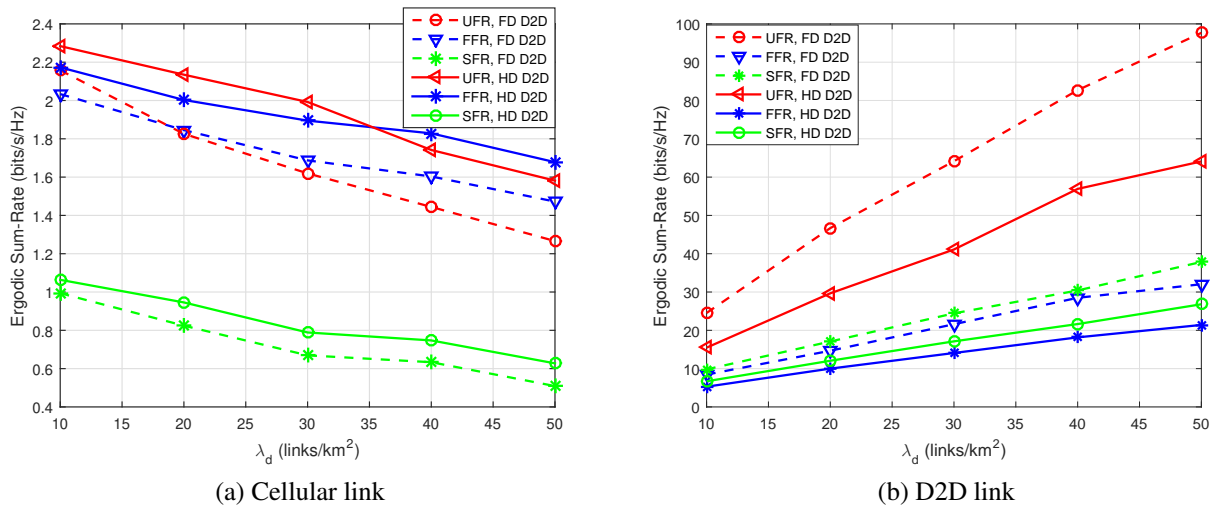 2.4
2.2
2
1.8
1.6
1.4
1.2
1
0.8
0.6
0.4
10 15 20 25 30 35 40 45 50
Ergodic Sum-Rate (bits/s/Hz)
λd (links/km²)
UFR, FD D2D
FFR, FD D2D
SFR, FD D2D
UFR, HD D2D
FFR, HD D2D
SFR, HD D2D
(a) Cellular link
100
90
80
70
60
50
40
30
20
10
0
10 15 20 25 30 35 40 45 50
Ergodic Sum-Rate (bits/s/Hz)
λd (links/km²)
UFR, FD D2D
FFR, FD D2D
SFR, FD D2D
UFR, HD D2D
FFR, HD D2D
SFR, HD D2D
(b) D2D link